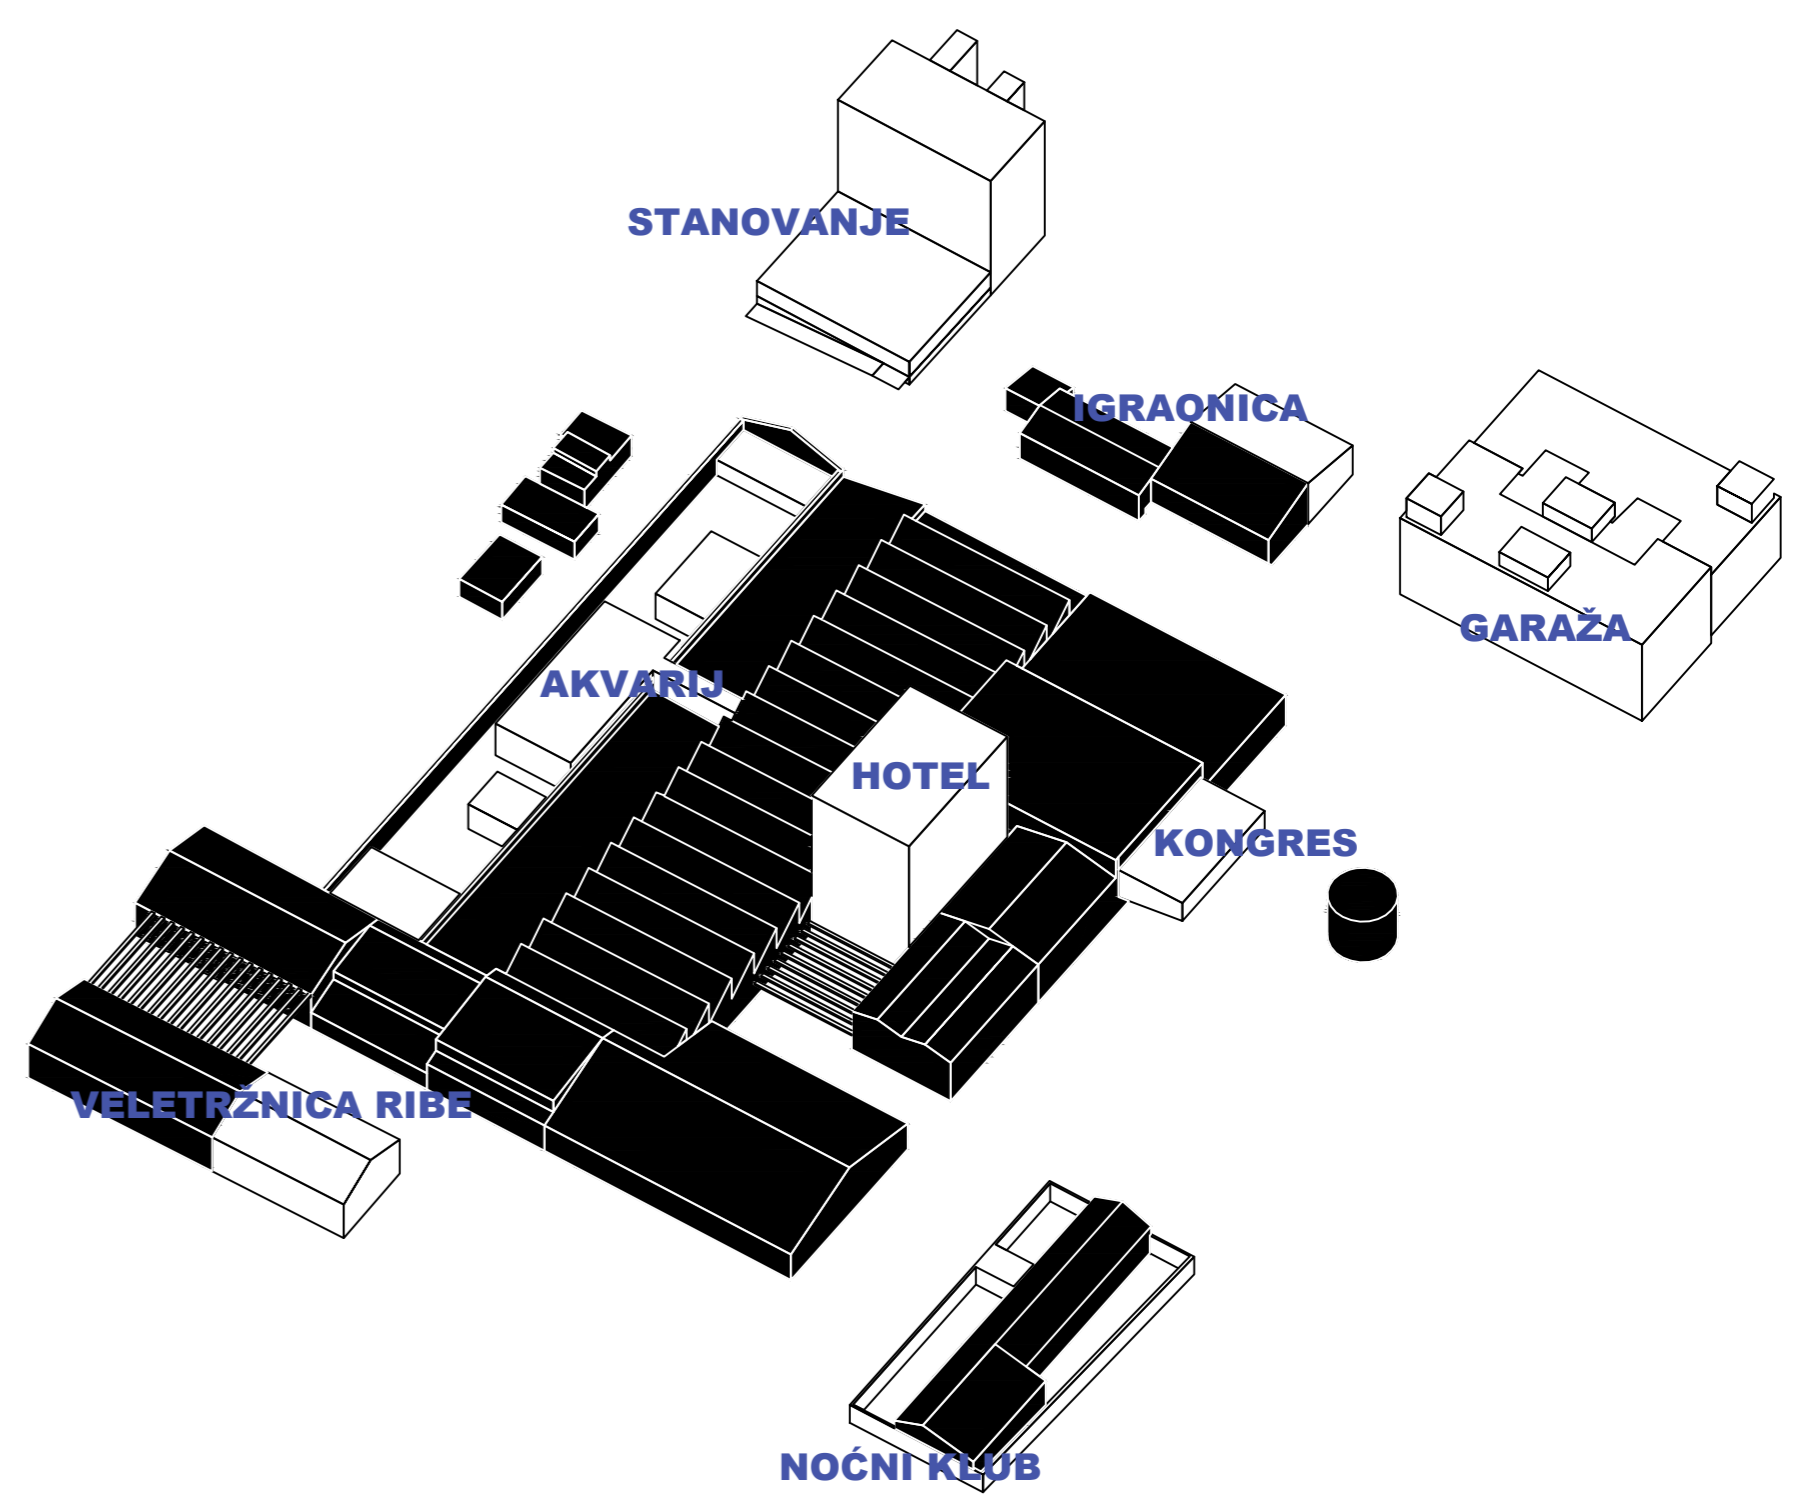 STANOVANJE
IGRAONICA
GARAŽA
AKVARIJ
HOTEL
KONGRES
VELETRŽNICA RIBE
NOĆNI KLUB